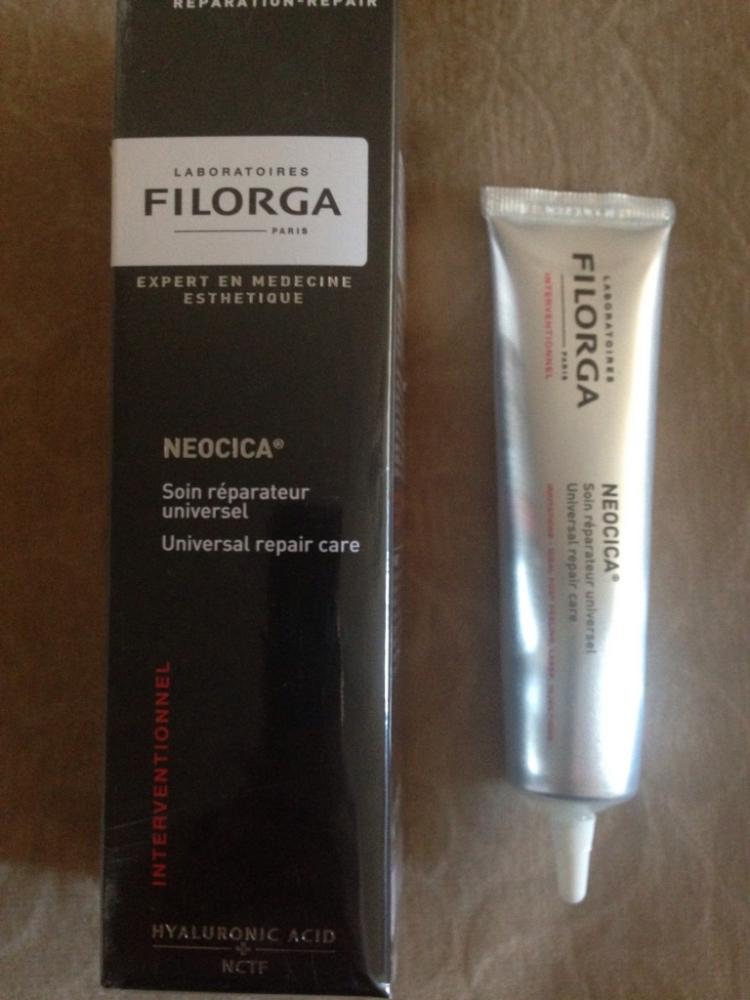 REPARATION-REPAIR
LABORATOIRES
FILORGA
PARIS
EXPERT EN MEDECINE
ESTHETIQUE
NEOCICA®
Soin réparateur
universel
Universal repair care
INTERVENTIONNEL
HYALURONIC ACID
+
NCTF
LABORATOIRES
FILORGA
PARIS
INTERVENTIONNEL
NEOCICA®
Soin réparateur universel
Universal repair care